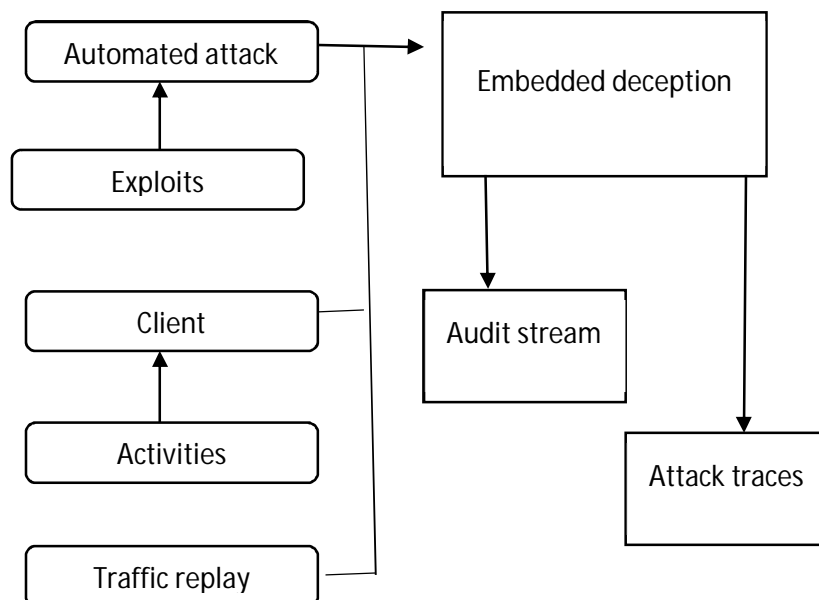 Automated attack
Embedded deception
Exploits
Client
Audit stream
Activities
Attack traces
Traffic replay